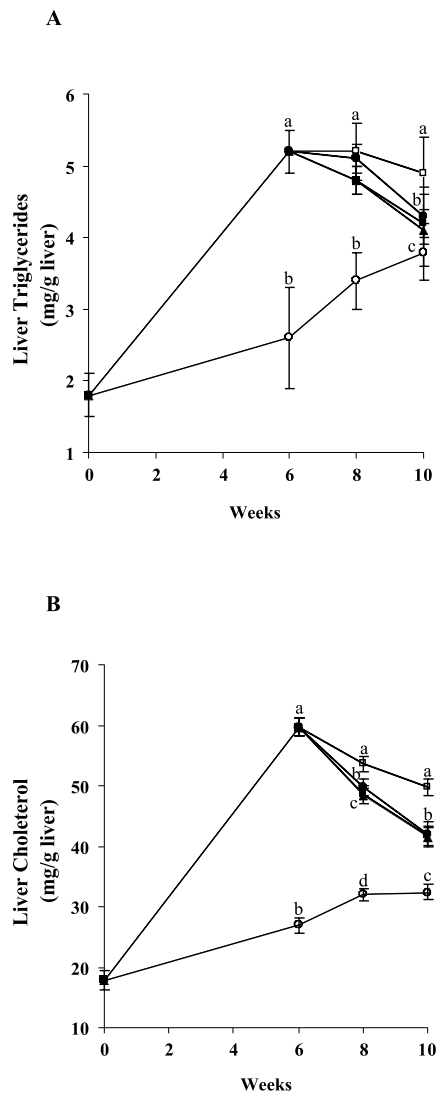 A
6
5
4
3
2
1
Liver Triglycerides
(mg/g liver)
a
a
a
b
b
b
c
0 2 4 6 8 10
Weeks
B
70
60
50
40
30
20
10
Liver Choleterol
(mg/g liver)
a
a
a
b
c
b
b
d
c
0 2 4 6 8 10
Weeks